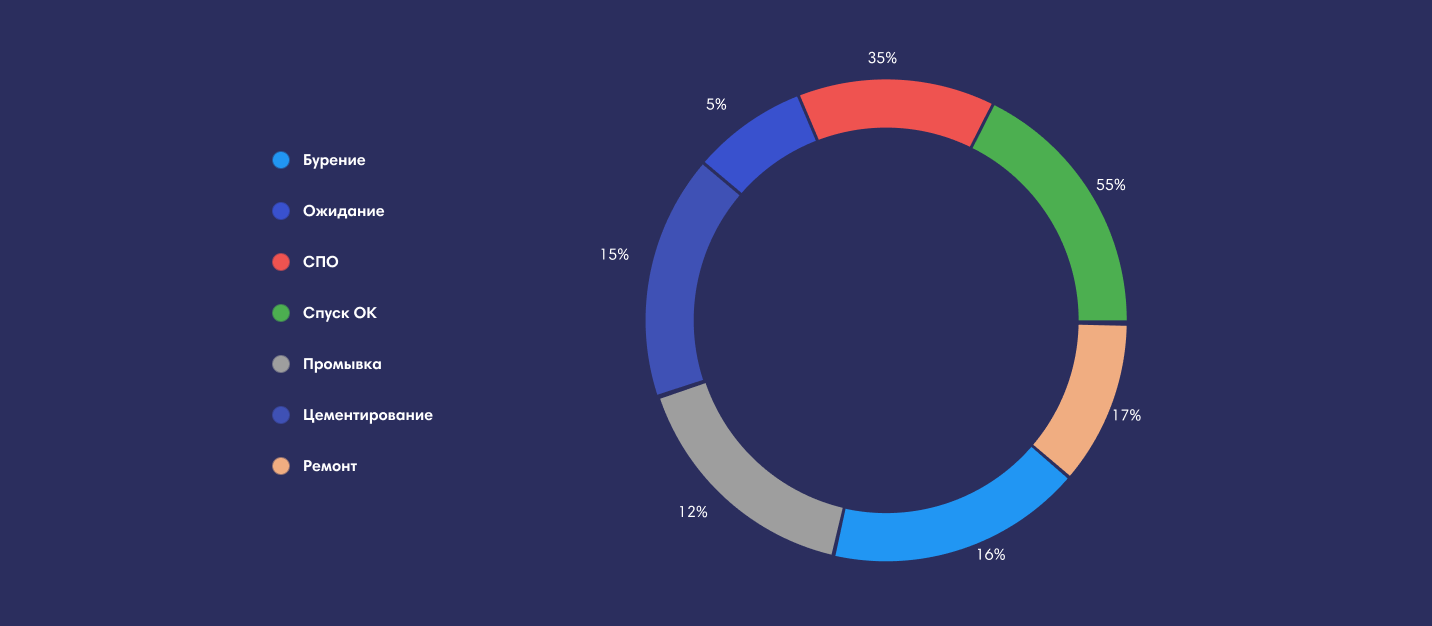 Бурение
Ожидание
СПО
Спуск ОК
Промывка
Цементирование
Ремонт
35%
5%
55%
15%
17%
12%
16%